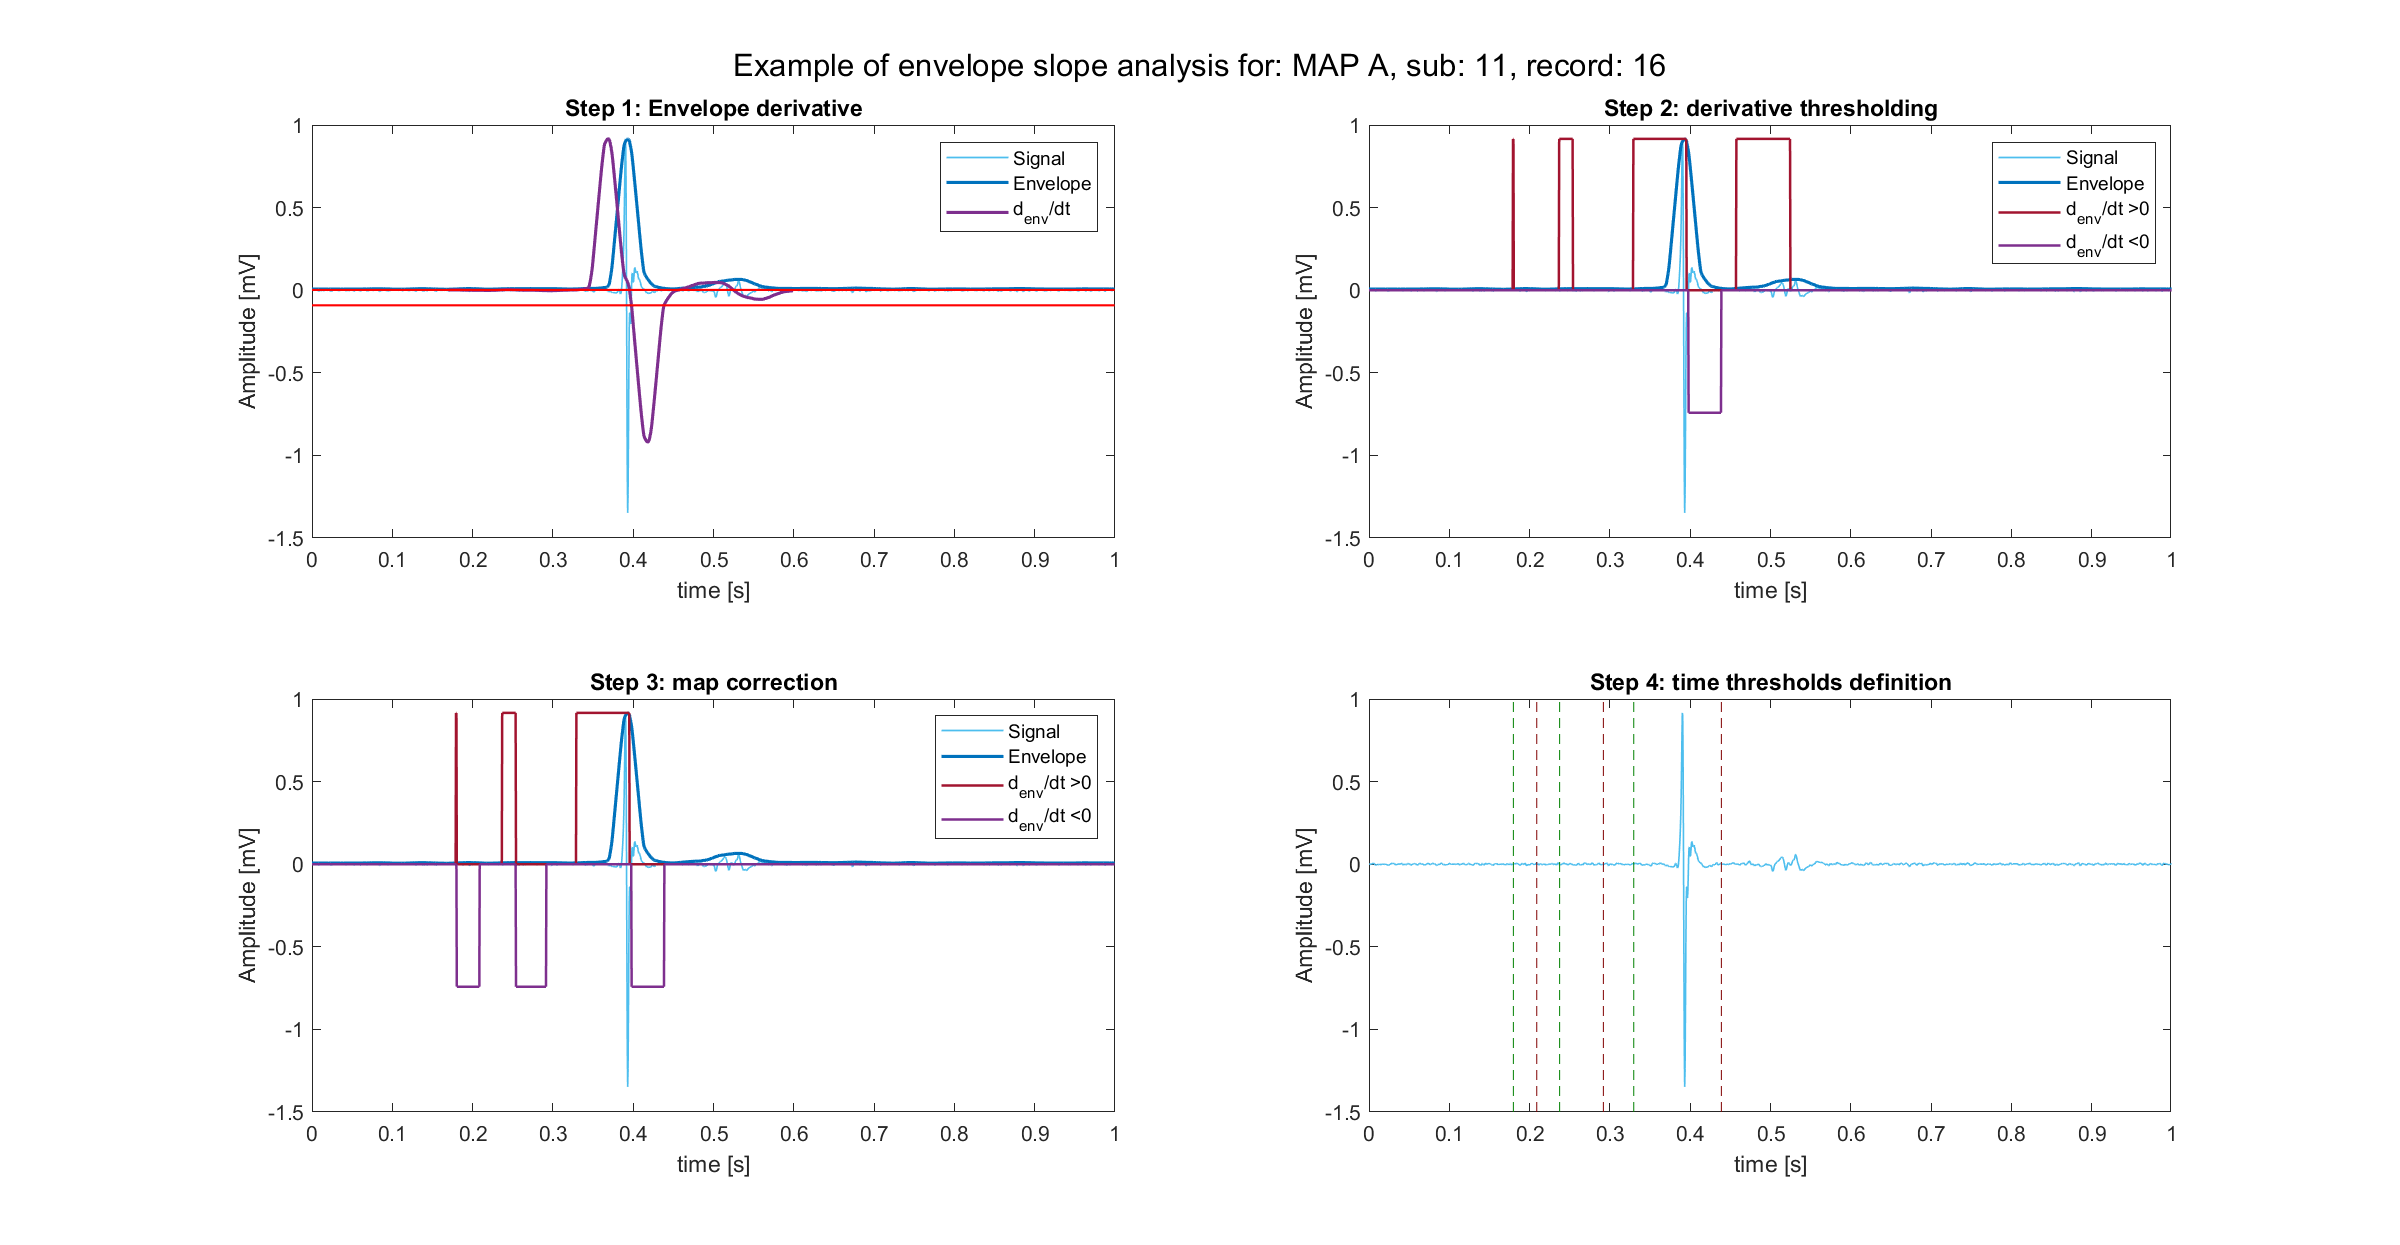 Example of envelope slope analysis for: MAP A, sub: 11, record: 16
Step 1: Envelope derivative
1
0.5
0
-0.5
-1
-1.5
Amplitude [mV]
Signal
Envelope
d_env/dt
0 0.1 0.2 0.3 0.4 0.5 0.6 0.7 0.8 0.9 1
time [s]
Step 2: derivative thresholding
1
0.5
0
-0.5
-1
-1.5
Amplitude [mV]
Signal
Envelope
d_env/dt >0
d_env/dt <0
0 0.1 0.2 0.3 0.4 0.5 0.6 0.7 0.8 0.9 1
time [s]
Step 3: map correction
1
0.5
0
-0.5
-1
-1.5
Amplitude [mV]
Signal
Envelope
d_env/dt >0
d_env/dt <0
0 0.1 0.2 0.3 0.4 0.5 0.6 0.7 0.8 0.9 1
time [s]
Step 4: time thresholds definition
1
0.5
0
-0.5
-1
-1.5
Amplitude [mV]
0 0.1 0.2 0.3 0.4 0.5 0.6 0.7 0.8 0.9 1
time [s]